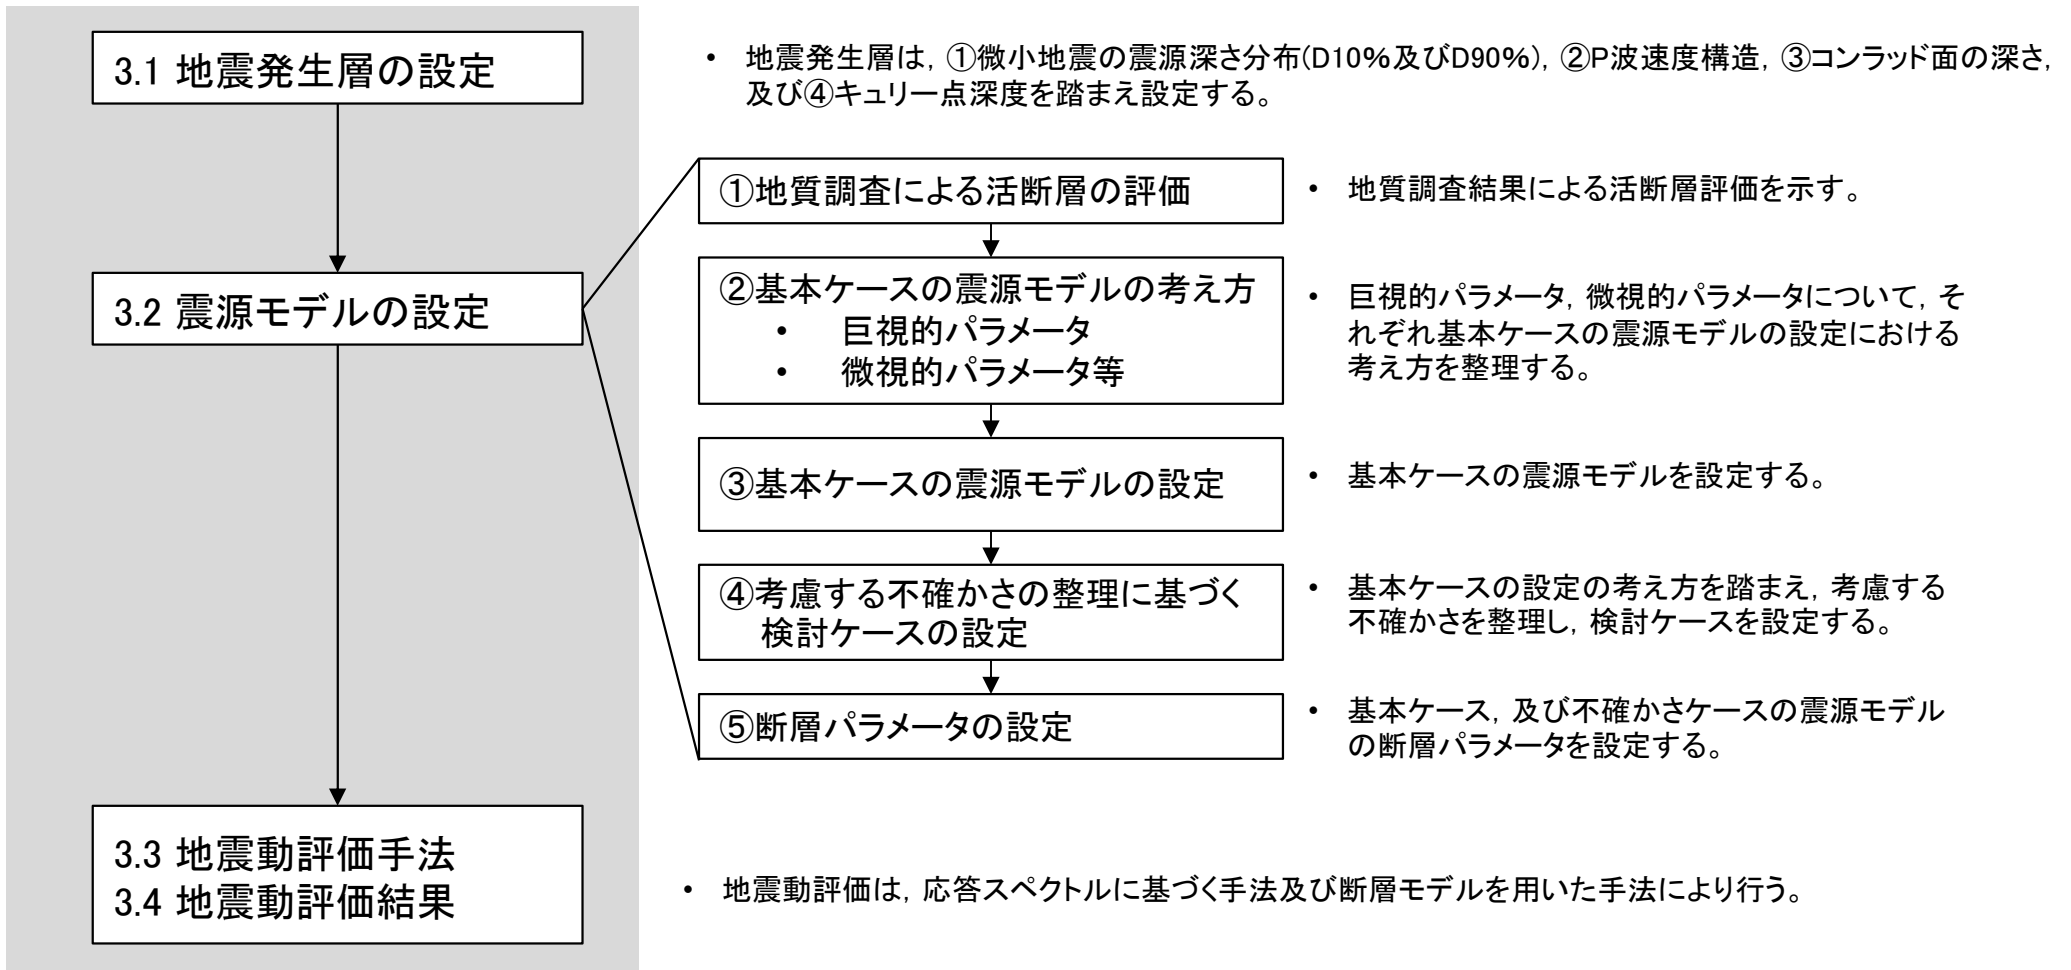 3.1 地震発生層の設定
• 地震発生層は，①微小地震の震源深さ分布(D10%及びD90%)，②P波速度構造，③コンラッド面の深さ，
及び④キュリー点深度を踏まえ設定する。
①地質調査による活断層の評価
• 地質調査結果による活断層評価を示す。
3.2 震源モデルの設定
②基本ケースの震源モデルの考え方
• 巨視的パラメータ
• 微視的パラメータ等
• 巨視的パラメータ，微視的パラメータについて，そ
れぞれ基本ケースの震源モデルの設定における
考え方を整理する。
③基本ケースの震源モデルの設定
• 基本ケースの震源モデルを設定する。
④考慮する不確かさの整理に基づく
検討ケースの設定
• 基本ケースの設定の考え方を踏まえ，考慮する
不確かさを整理し，検討ケースを設定する。
⑤断層パラメータの設定
• 基本ケース，及び不確かさケースの震源モデル
の断層パラメータを設定する。
3.3 地震動評価手法
3.4 地震動評価結果
• 地震動評価は，応答スペクトルに基づく手法及び断層モデルを用いた手法により行う。